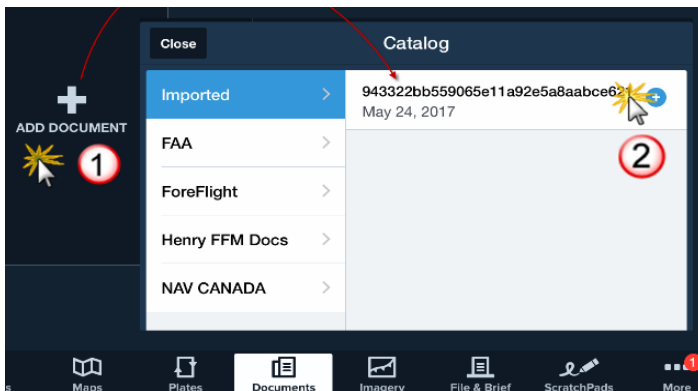 Close
Catalog
Imported
943322bb559065e11a92e5a8aabce621
May 24, 2017
ADD DOCUMENT
1
2
FAA
ForeFlight
Henry FFM Docs
NAV CANADA
1
Maps
Plates
Documents
Imagery
File & Brief
ScratchPads
More